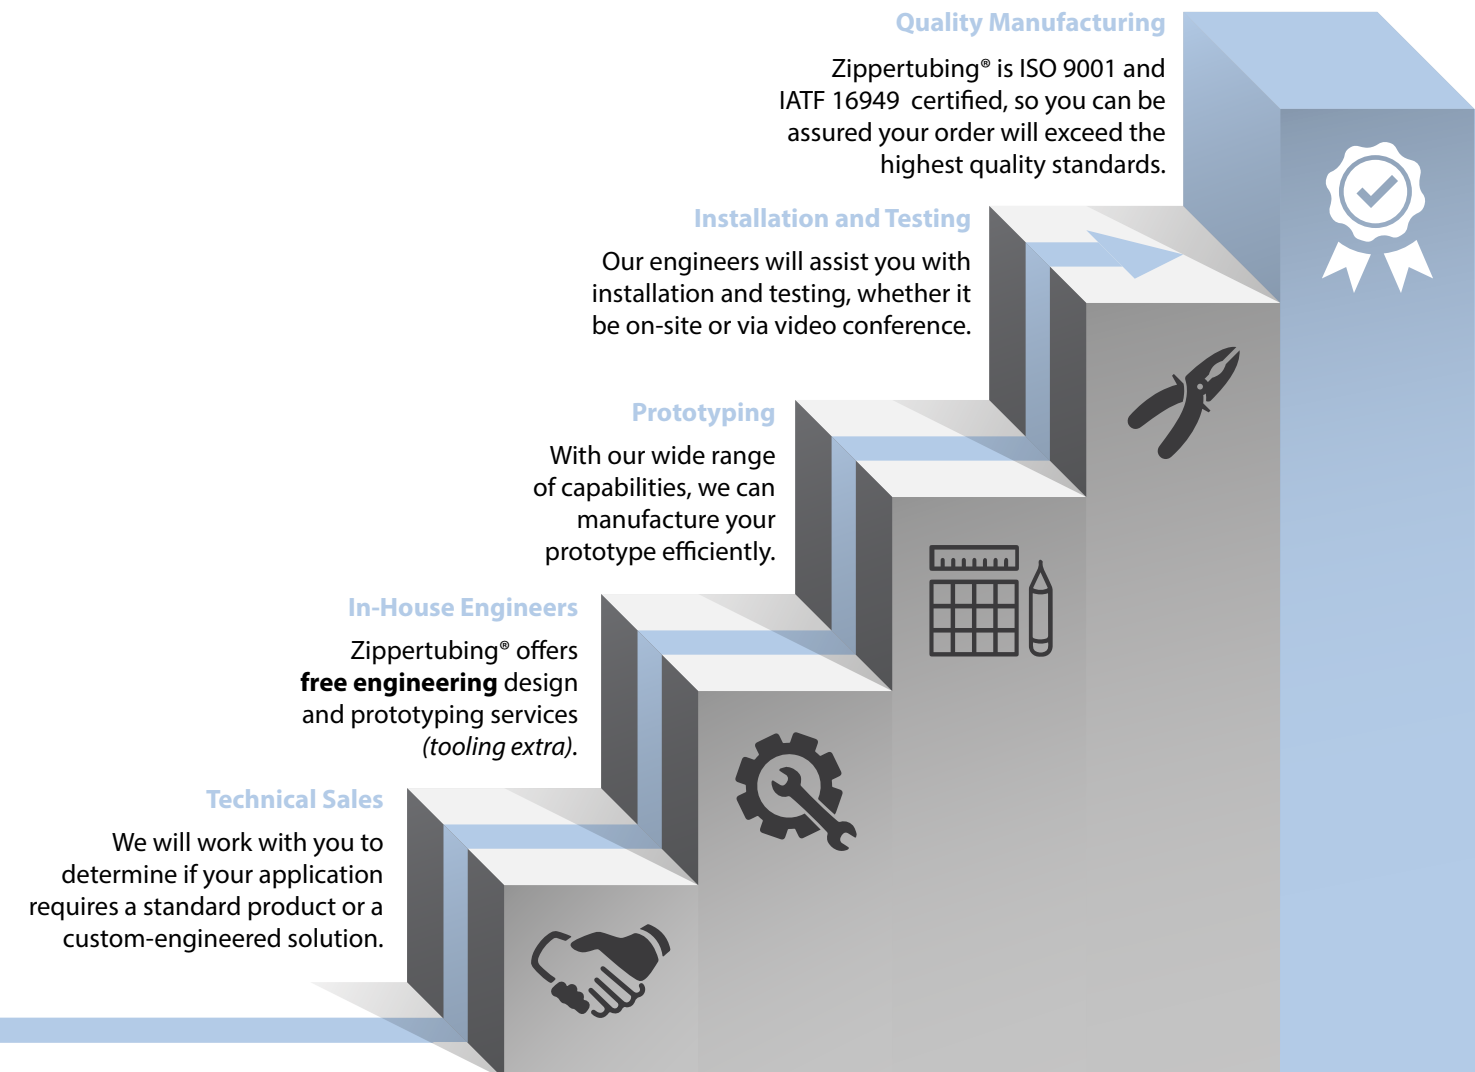 Quality Manufacturing
Zippertubing® is ISO 9001 and
IATF 16949 certified, so you can be
assured your order will exceed the
highest quality standards.
Installation and Testing
Our engineers will assist you with
installation and testing, whether it
be on-site or via video conference.
Prototyping
With our wide range
of capabilities, we can
manufacture your
prototype efficiently.
In-House Engineers
Zippertubing® offers
free engineering design
and prototyping services
(tooling extra).
Technical Sales
We will work with you to
determine if your application
requires a standard product or a
custom-engineered solution.